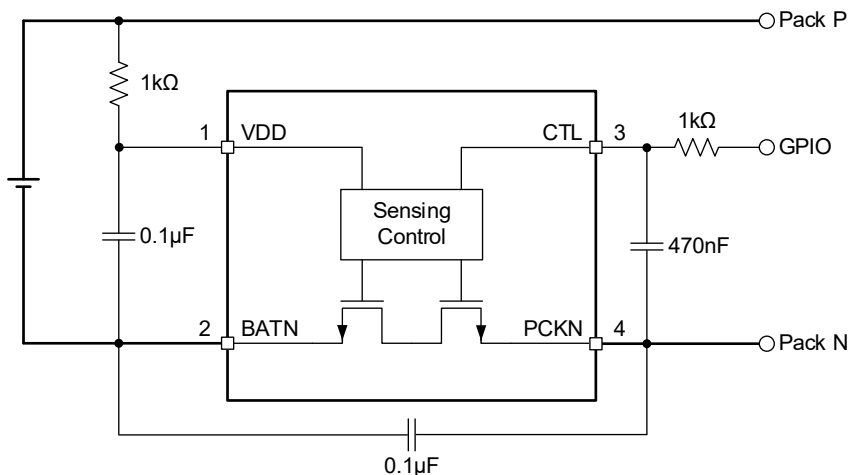 Pack P
1kΩ
1 VDD CTL 3 1kΩ GPIO
Sensing
Control
0.1µF
470nF
2 BATN PCKN 4 Pack N
0.1µF